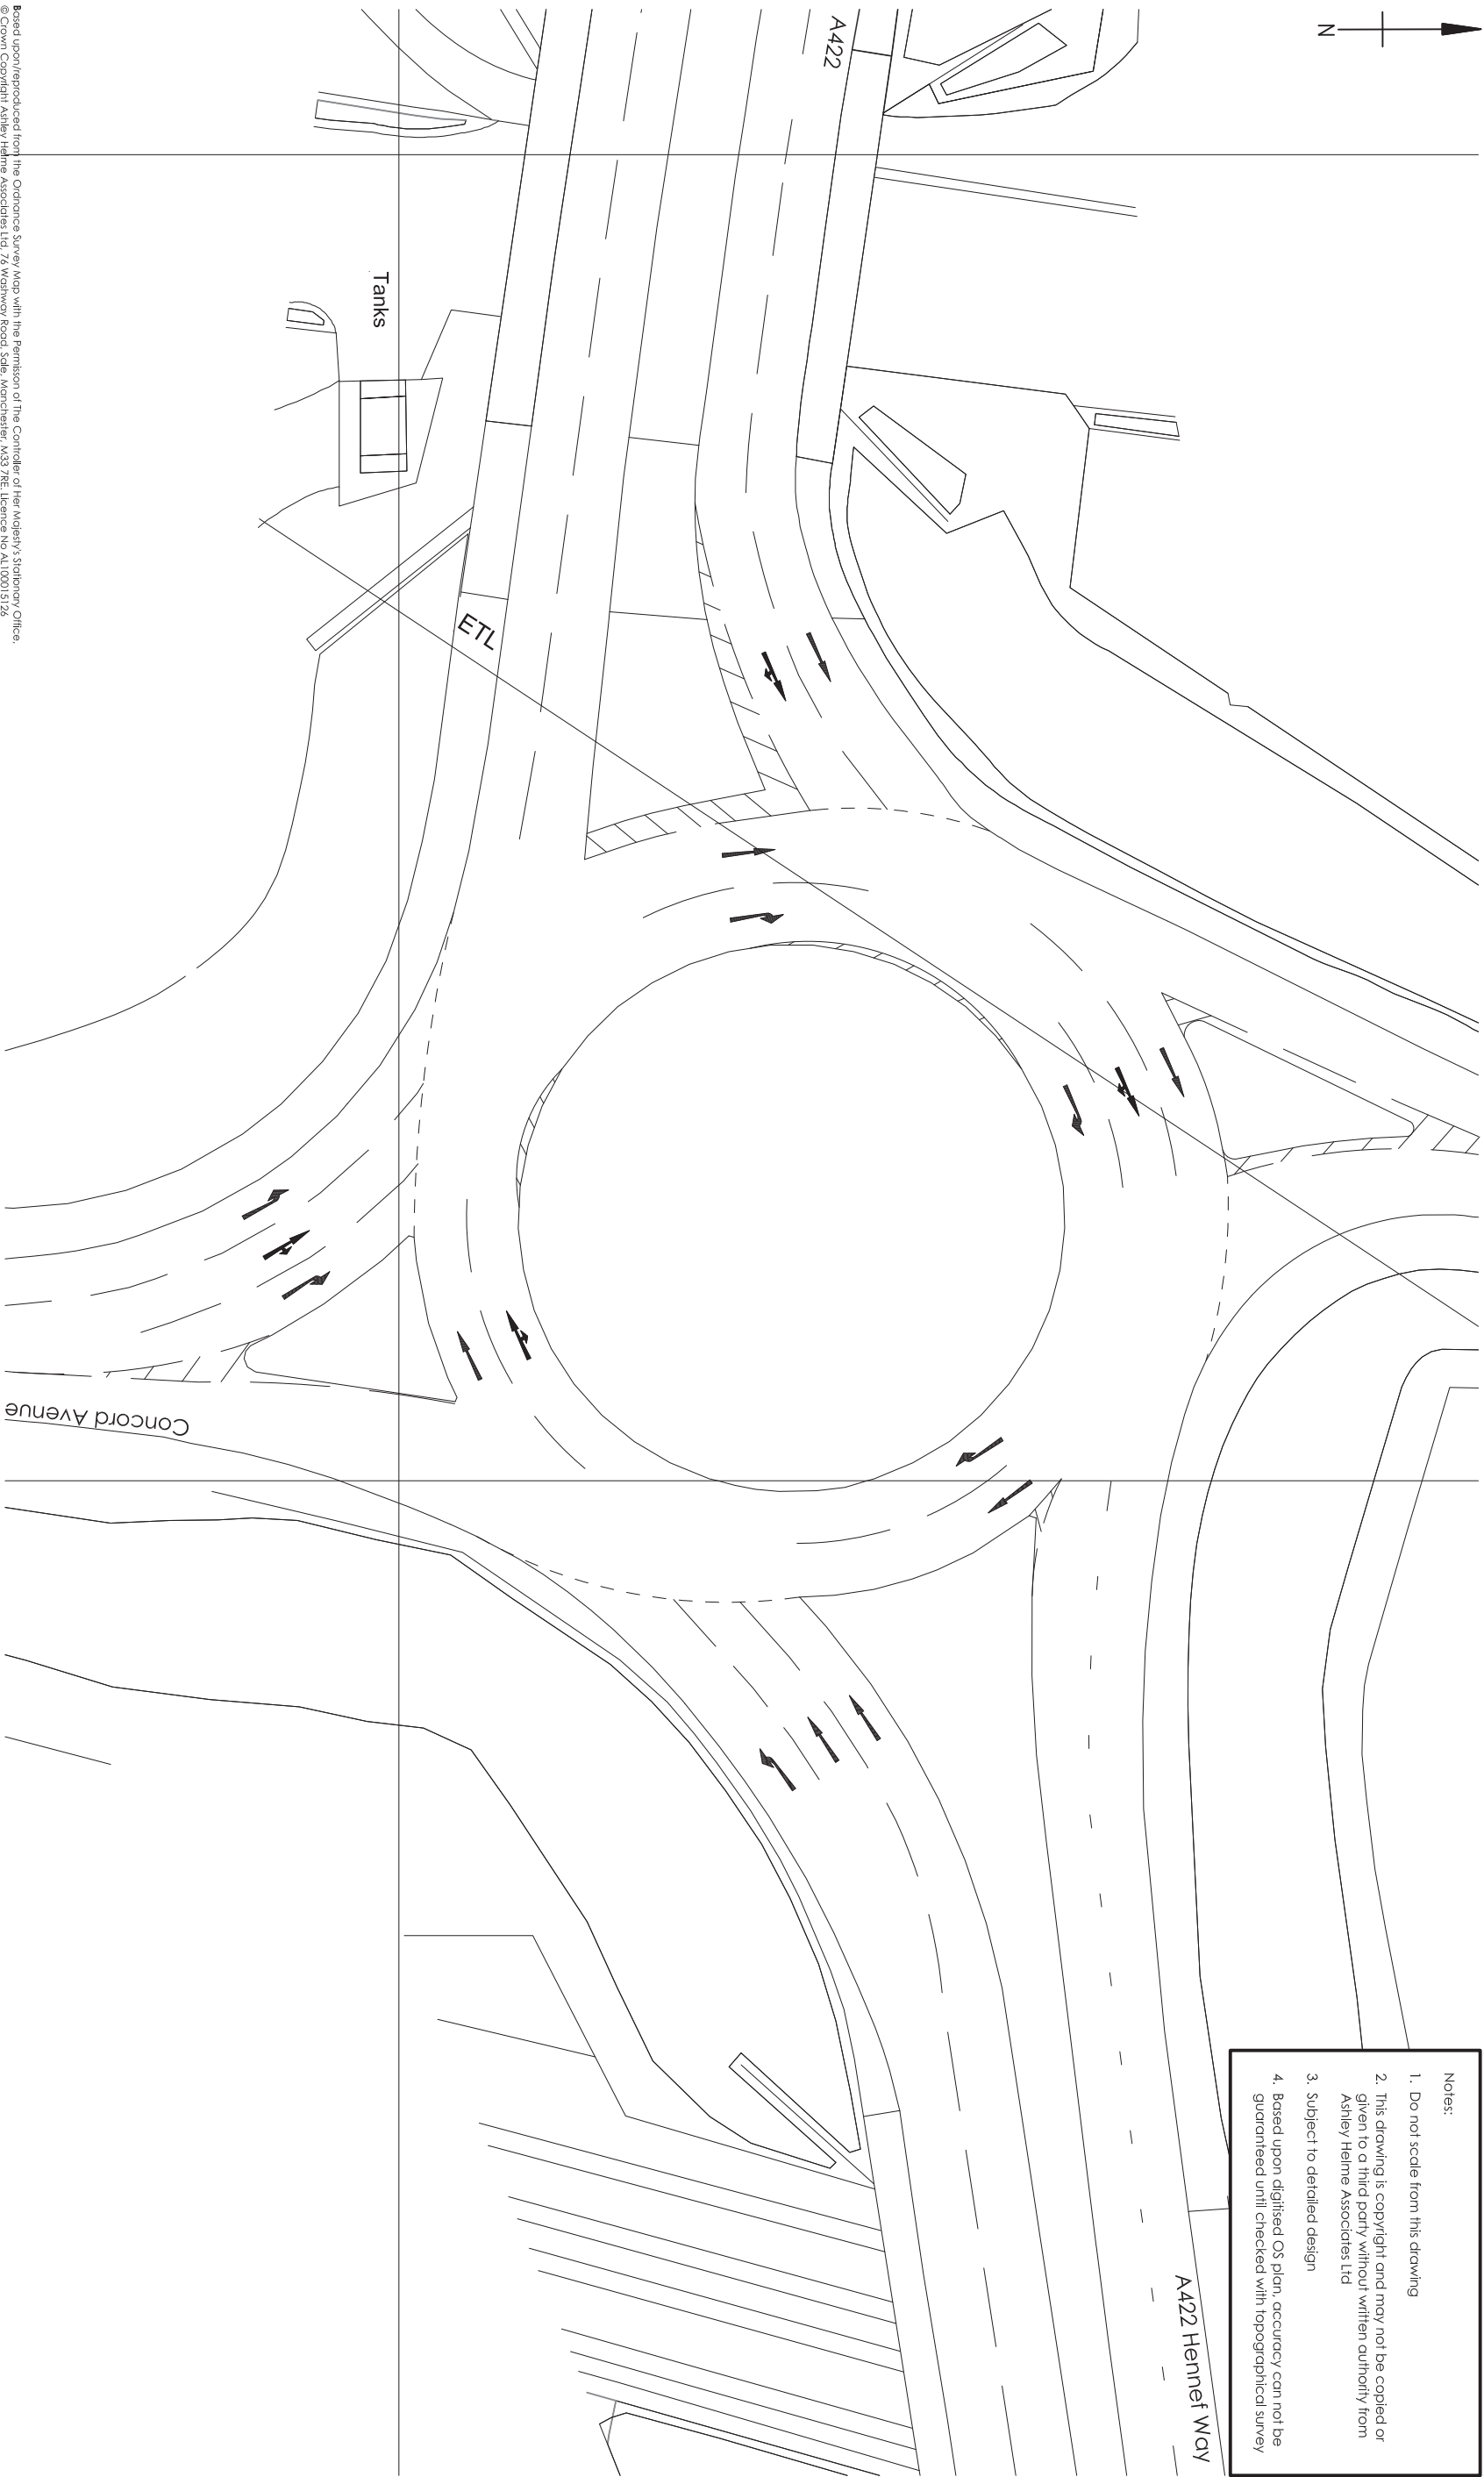 N
A422
Tanks
ETL
Concord Avenue
A422 Hennef Way
Notes:
1. Do not scale from this drawing
2. This drawing is copyright and may not be copied or
given to a third party without written authority from
Ashley Helme Associates Ltd
3. Subject to detailed design
4. Based upon digitised OS plan, accuracy can not be
guaranteed until checked with topographical survey
Based upon/reproduced from the Ordnance Survey Map with the Permisson of The Controller of Her Majesty's Stationary Office,
© Crown Copyright Ashley Helme Associates Ltd, 76 Washway Road, Sale, Manchester, M33 7RE. Licence No AL100015126